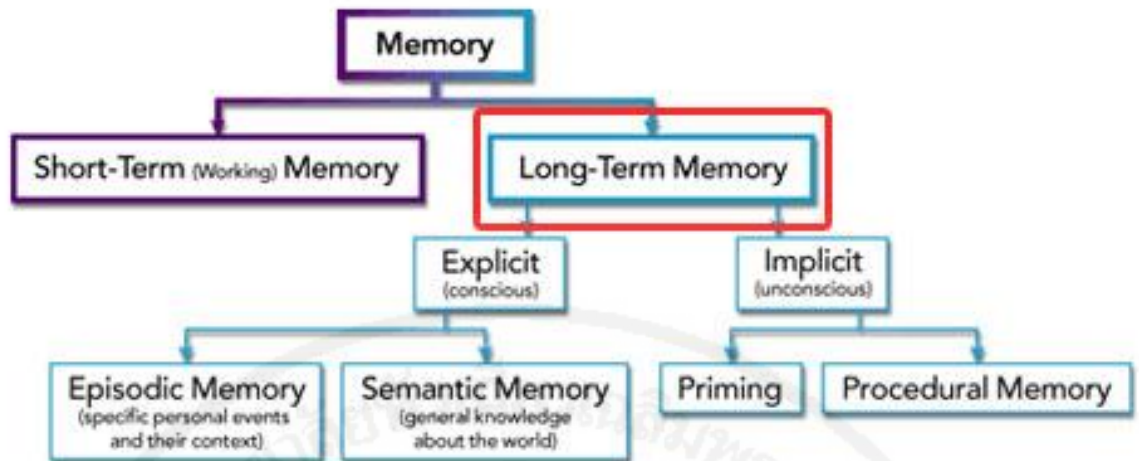 Memory
Short-Term (Working) Memory
Long-Term Memory
Explicit
(conscious)
Implicit
(unconscious)
Episodic Memory
(specific personal events
and their context)
Semantic Memory
(general knowledge
about the world)
Priming
Procedural Memory